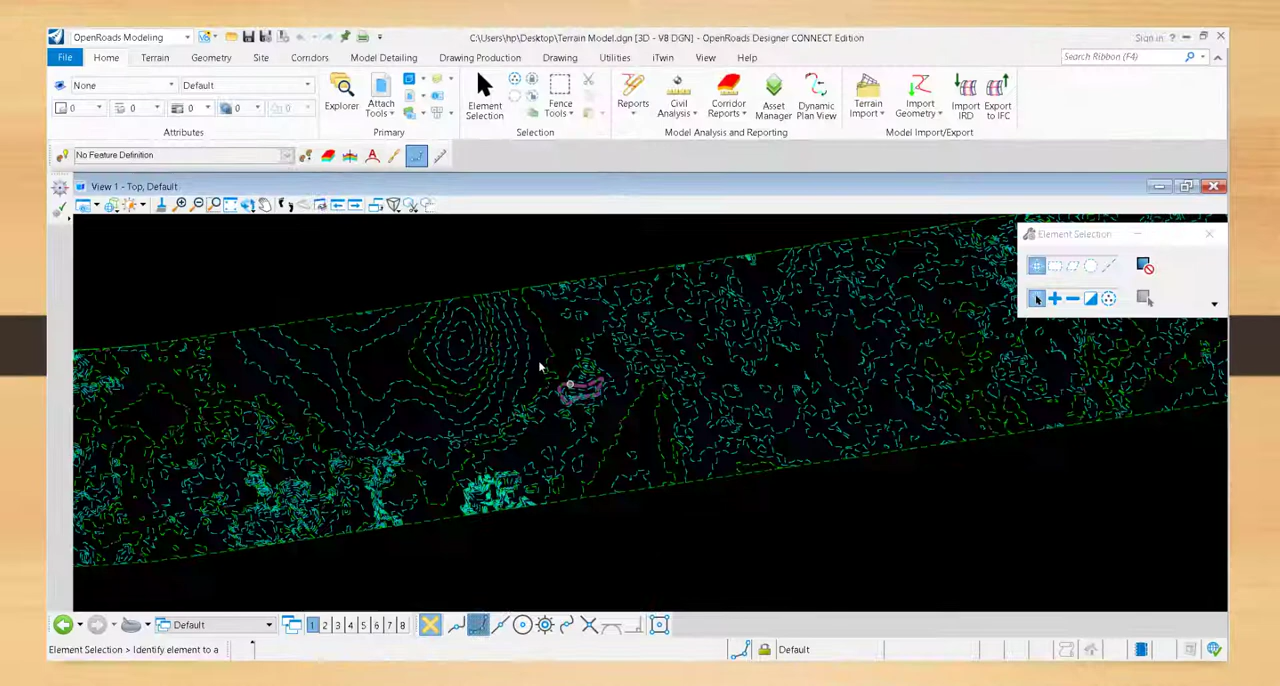 OpenRoads Modeling
C:\Users\hp\Desktop\Terrain Model.dgn [3D - V8 DGN] - OpenRoads Designer CONNECT Edition
Sign in
File Home Terrain Geometry Site Corridors Model Detailing Drawing Production Drawing Utilities iTwin View Help
Search Ribbon (F4)
None Default
0 0 0 0 0
Explorer
Attach Tools
Element Selection
Fence Tools
Reports
Civil Analysis
Corridor Reports
Asset Manager
Dynamic Plan View
Terrain Import
Import Geometry
Import IRD
Export to IFC
Attributes Primary Selection Model Analysis and Reporting Model Import/Export
No Feature Definition
View 1 - Top, Default
Element Selection
Default 1 2 3 4 5 6 7 8
Element Selection > Identify element to a
Default